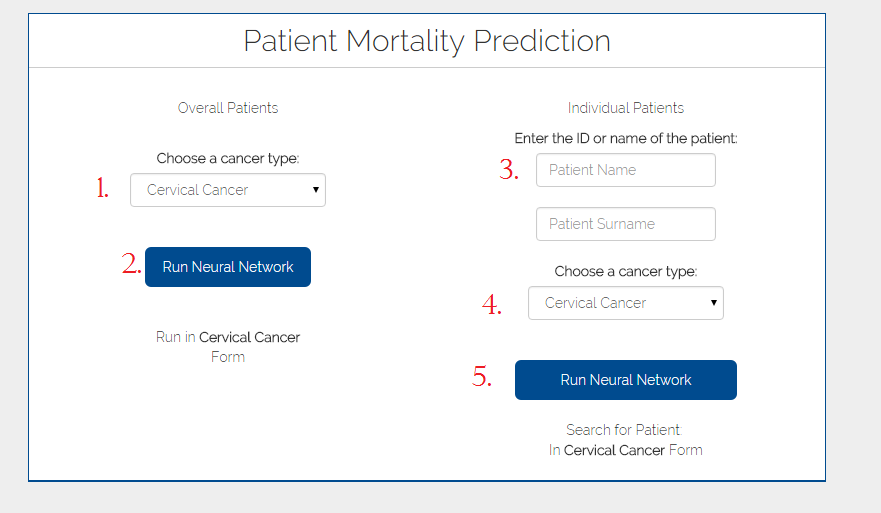 Patient Mortality Prediction
Overall Patients
Choose a cancer type:
1.
Cervical Cancer
2.
Run Neural Network
Run in Cervical Cancer
Form
Individual Patients
Enter the ID or name of the patient:
3.
Patient Name
Patient Surname
Choose a cancer type:
4.
Cervical Cancer
5.
Run Neural Network
Search for Patient
In Cervical Cancer Form